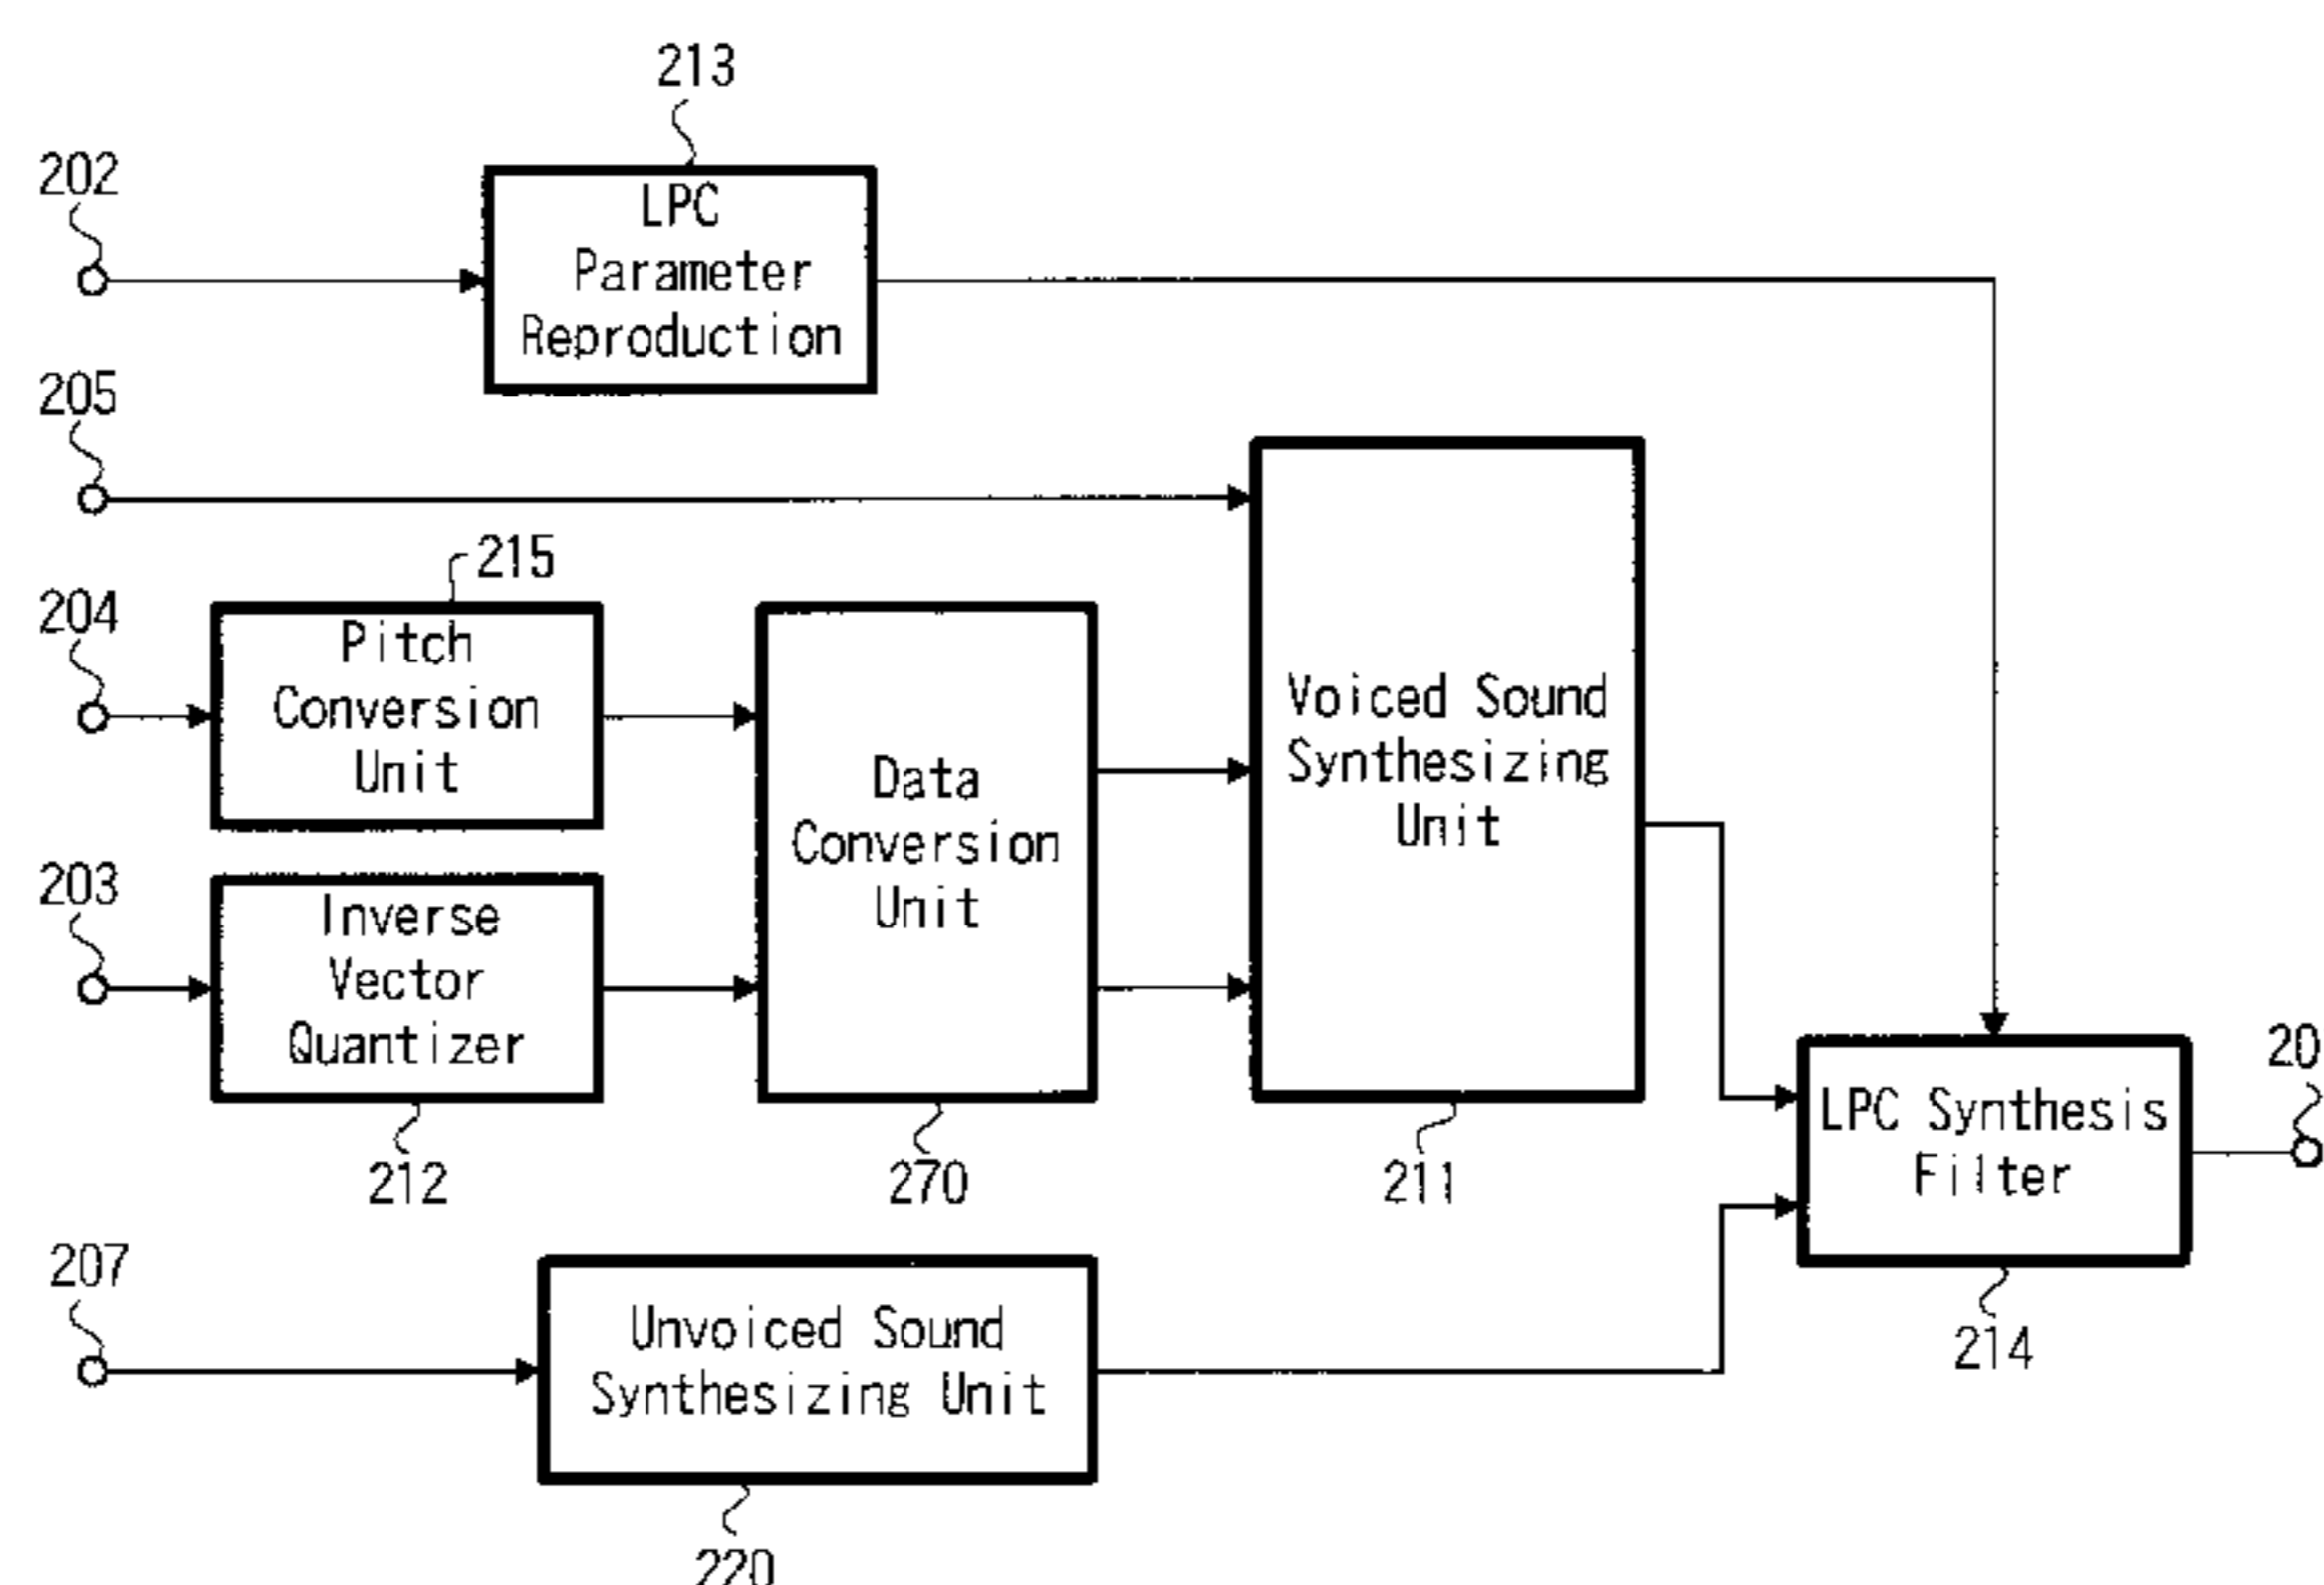 213
202
LPC
Parameter
Reproduction
205
215
204
Pitch
Conversion
Unit
Voiced Sound
Synthesizing
Unit
Data
Conversion
Unit
203
Inverse
Vector
Quantizer
20
LPC Synthesis
Filter
212
270
211
207
Unvoiced Sound
Synthesizing Unit
214
220